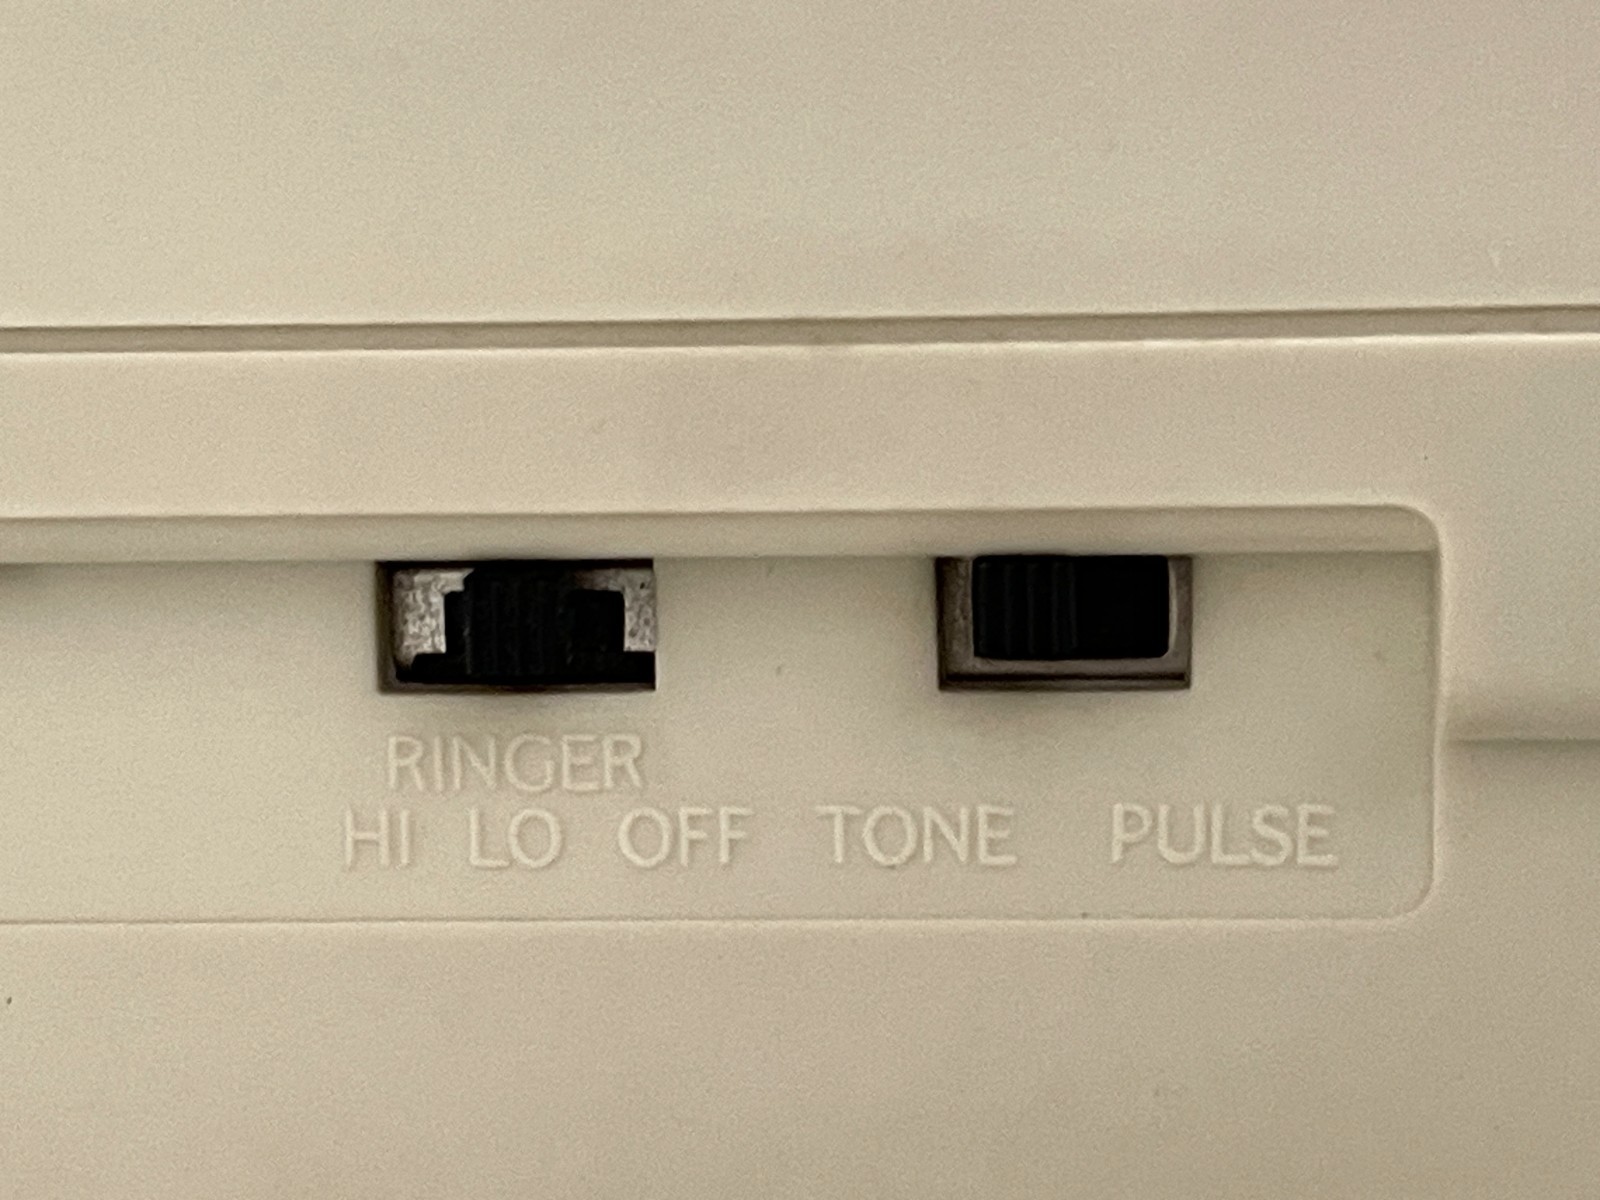 RINGER
HI LO OFF TONE PULSE